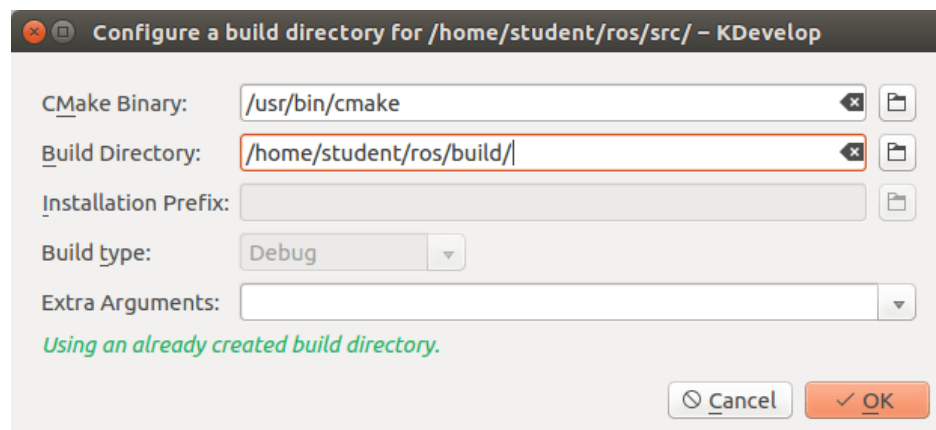 Configure a build directory for /home/student/ros/src/ – KDevelop
CMake Binary: /usr/bin/cmake
Build Directory: /home/student/ros/build/
Installation Prefix:
Build type: Debug
Extra Arguments:
Using an already created build directory.
Cancel OK